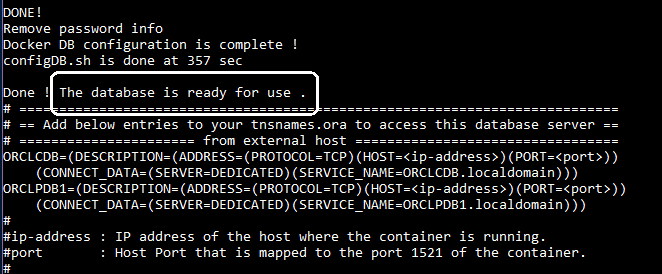 DONE!
Remove password info
Docker DB configuration is complete !
configDB.sh is done at 357 sec
Done ! The database is ready for use .
# ===================================================================
# == Add below entries to your tnsnames.ora to access this database server ==
# ====================== from external host =================================
ORCLCDB=(DESCRIPTION=(ADDRESS=(PROTOCOL=TCP)(HOST=<ip-address>)(PORT=<port>))
(CONNECT_DATA=(SERVER=DEDICATED)(SERVICE_NAME=ORCLCDB.localdomain)))
ORCLPDB1=(DESCRIPTION=(ADDRESS=(PROTOCOL=TCP)(HOST=<ip-address>)(PORT=<port>))
(CONNECT_DATA=(SERVER=DEDICATED)(SERVICE_NAME=ORCLPDB1.localdomain)))
#
#ip-address : IP address of the host where the container is running.
#port : Host Port that is mapped to the port 1521 of the container.
#